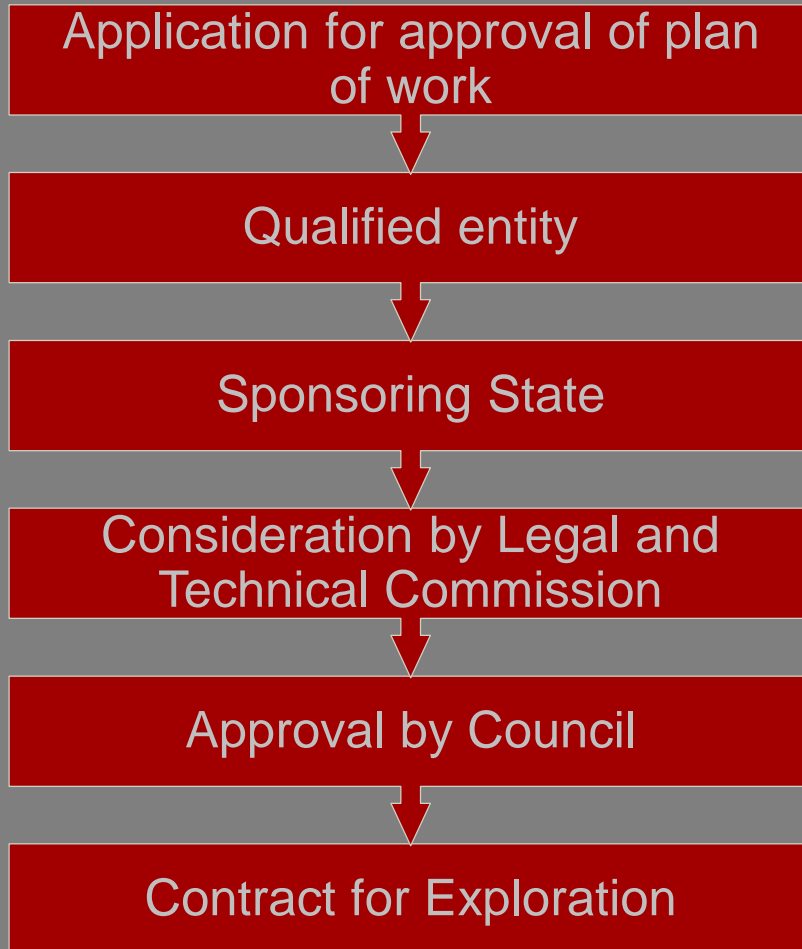 Application for approval of plan
of work
Qualified entity
Sponsoring State
Consideration by Legal and
Technical Commission
Approval by Council
Contract for Exploration